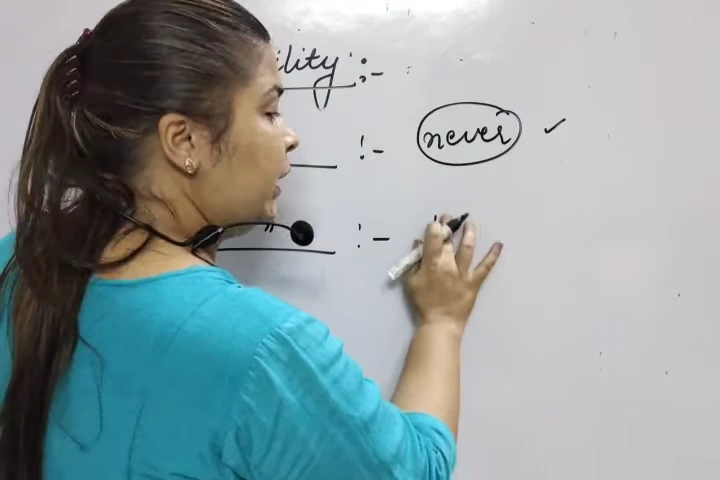 ility :-
:- never ✓
:-